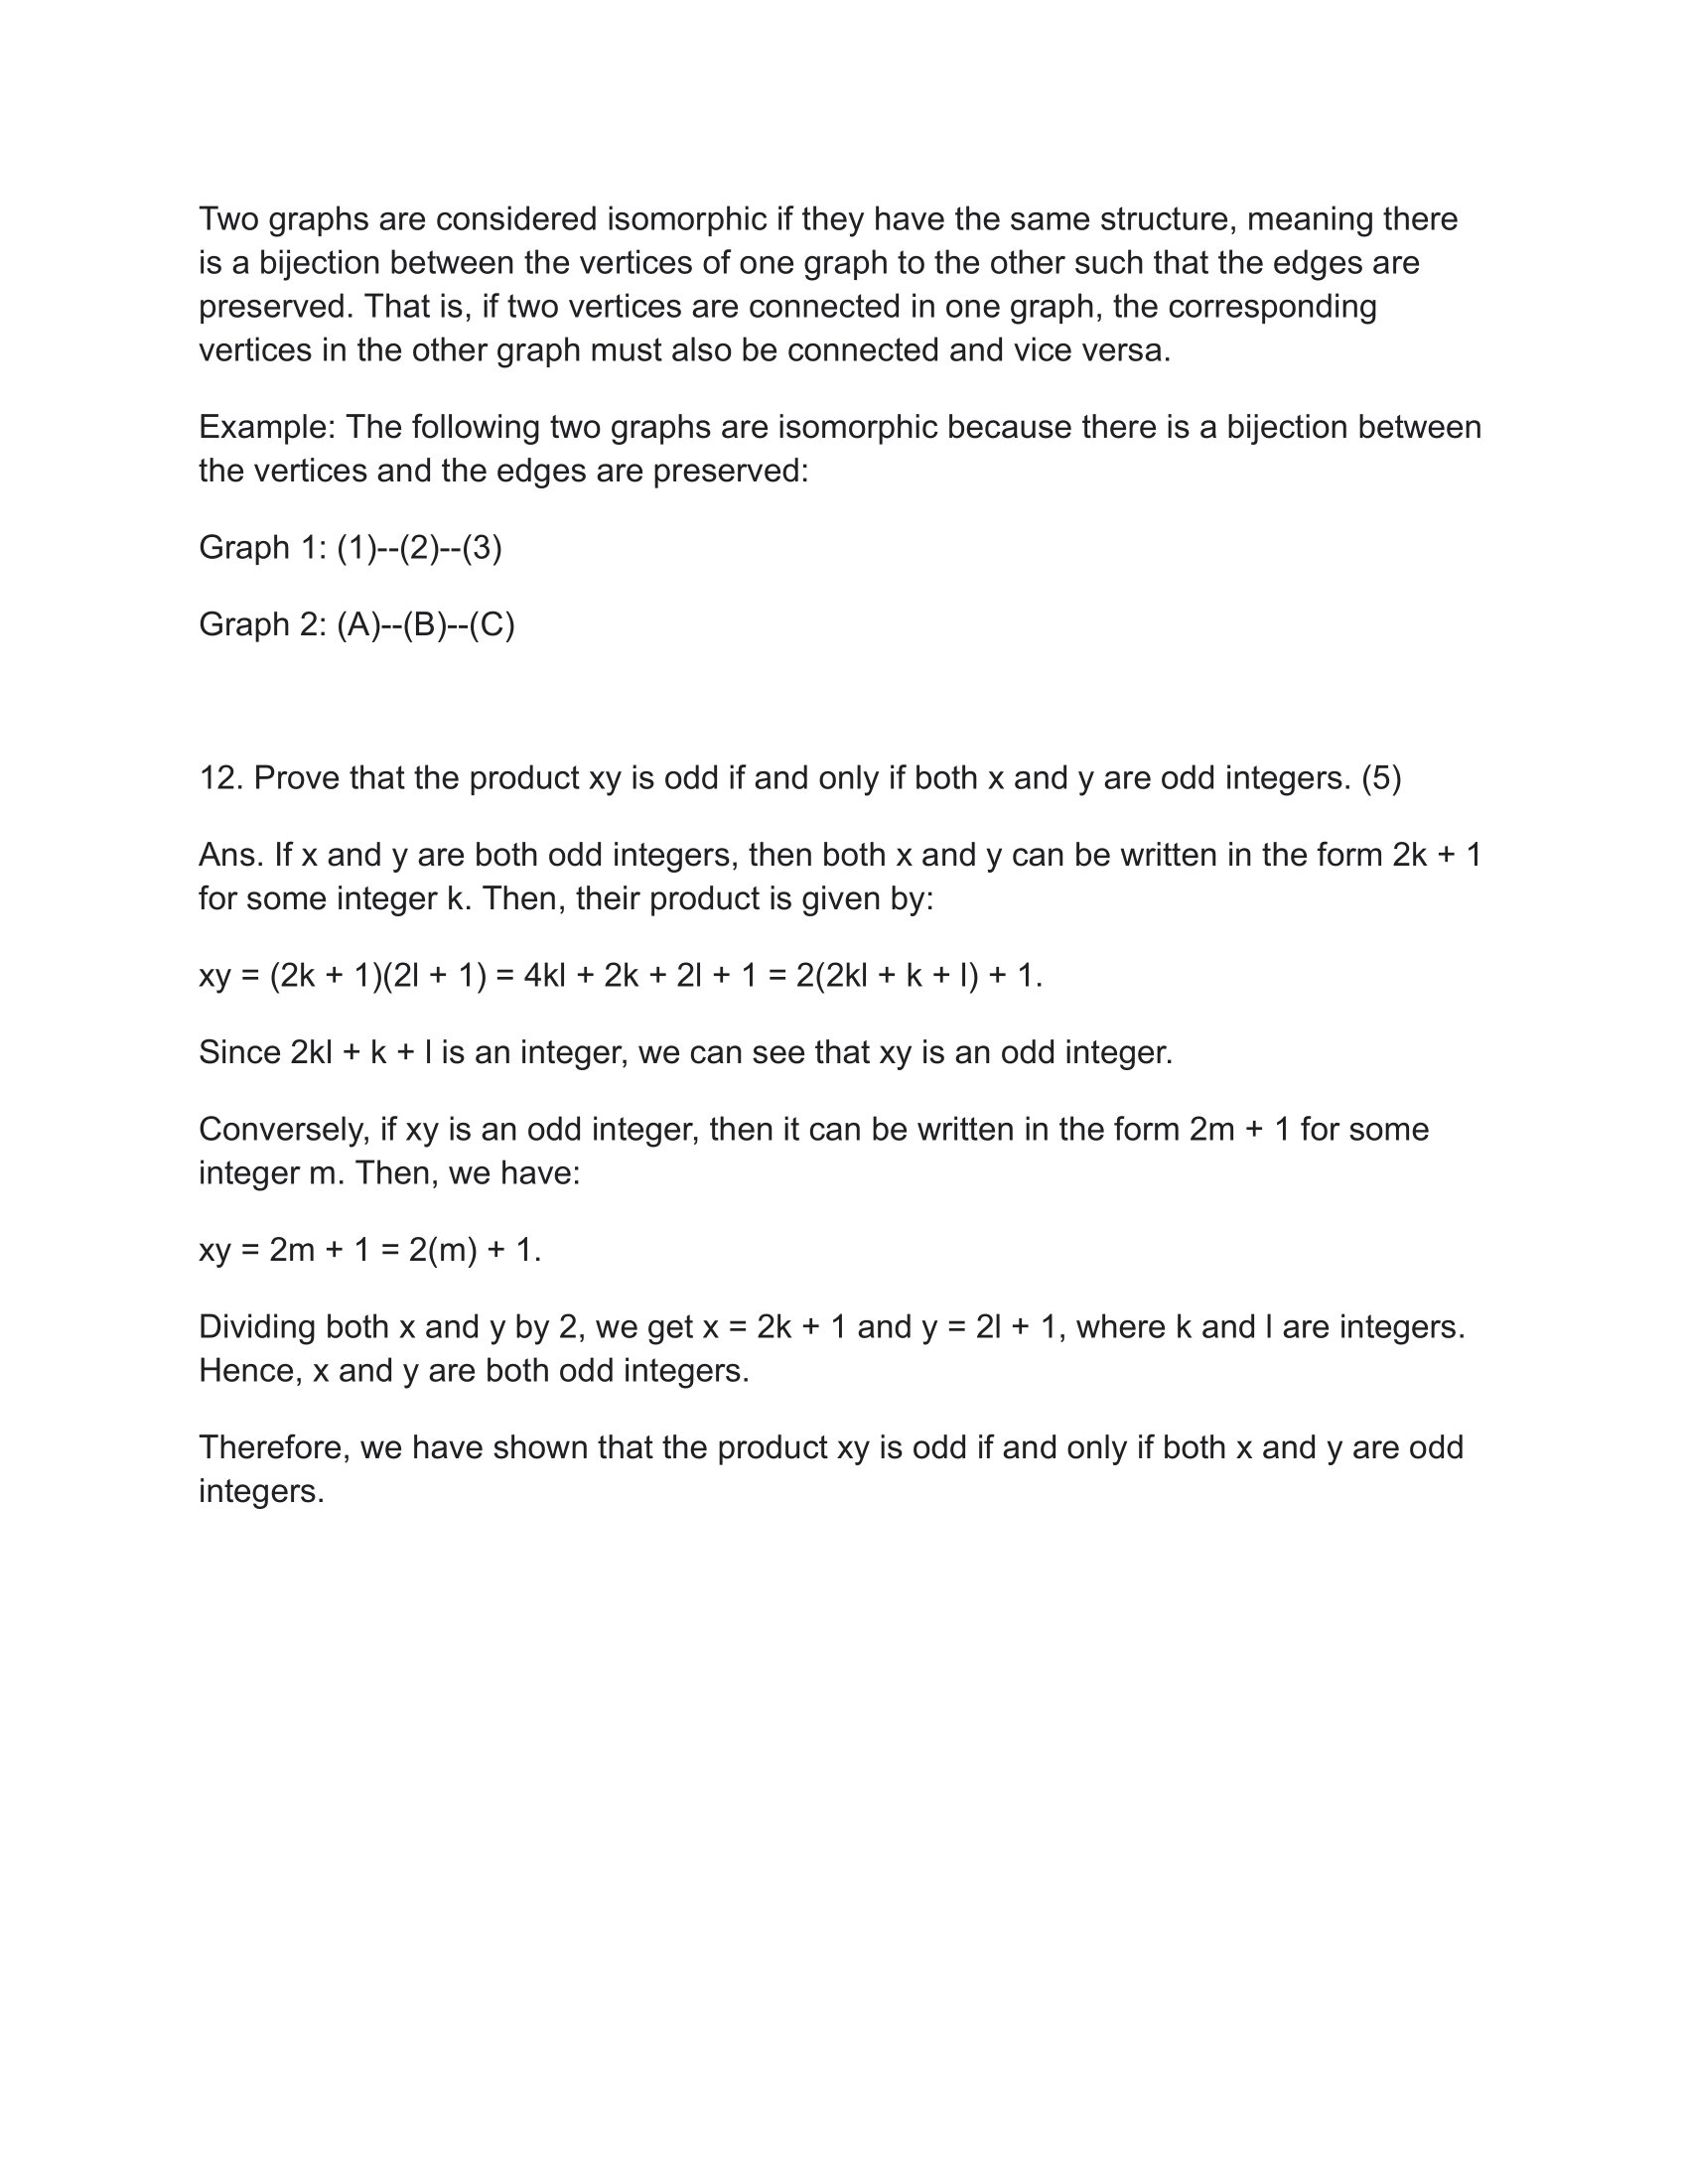 Two graphs are considered isomorphic if they have the same structure, meaning there
is a bijection between the vertices of one graph to the other such that the edges are
preserved. That is, if two vertices are connected in one graph, the corresponding
vertices in the other graph must also be connected and vice versa.
Example: The following two graphs are isomorphic because there is a bijection between
the vertices and the edges are preserved:
Graph 1: (1)--(2)--(3)
Graph 2: (A)--(B)--(C)
12. Prove that the product xy is odd if and only if both x and y are odd integers. (5)
Ans. If x and y are both odd integers, then both x and y can be written in the form 2k + 1
for some integer k. Then, their product is given by:
xy = (2k + 1)(2l + 1) = 4kl + 2k + 2l + 1 = 2(2kl + k + l) + 1.
Since 2kl + k + l is an integer, we can see that xy is an odd integer.
Conversely, if xy is an odd integer, then it can be written in the form 2m + 1 for some
integer m. Then, we have:
xy = 2m + 1 = 2(m) + 1.
Dividing both x and y by 2, we get x = 2k + 1 and y = 2l + 1, where k and l are integers.
Hence, x and y are both odd integers.
Therefore, we have shown that the product xy is odd if and only if both x and y are odd
integers.